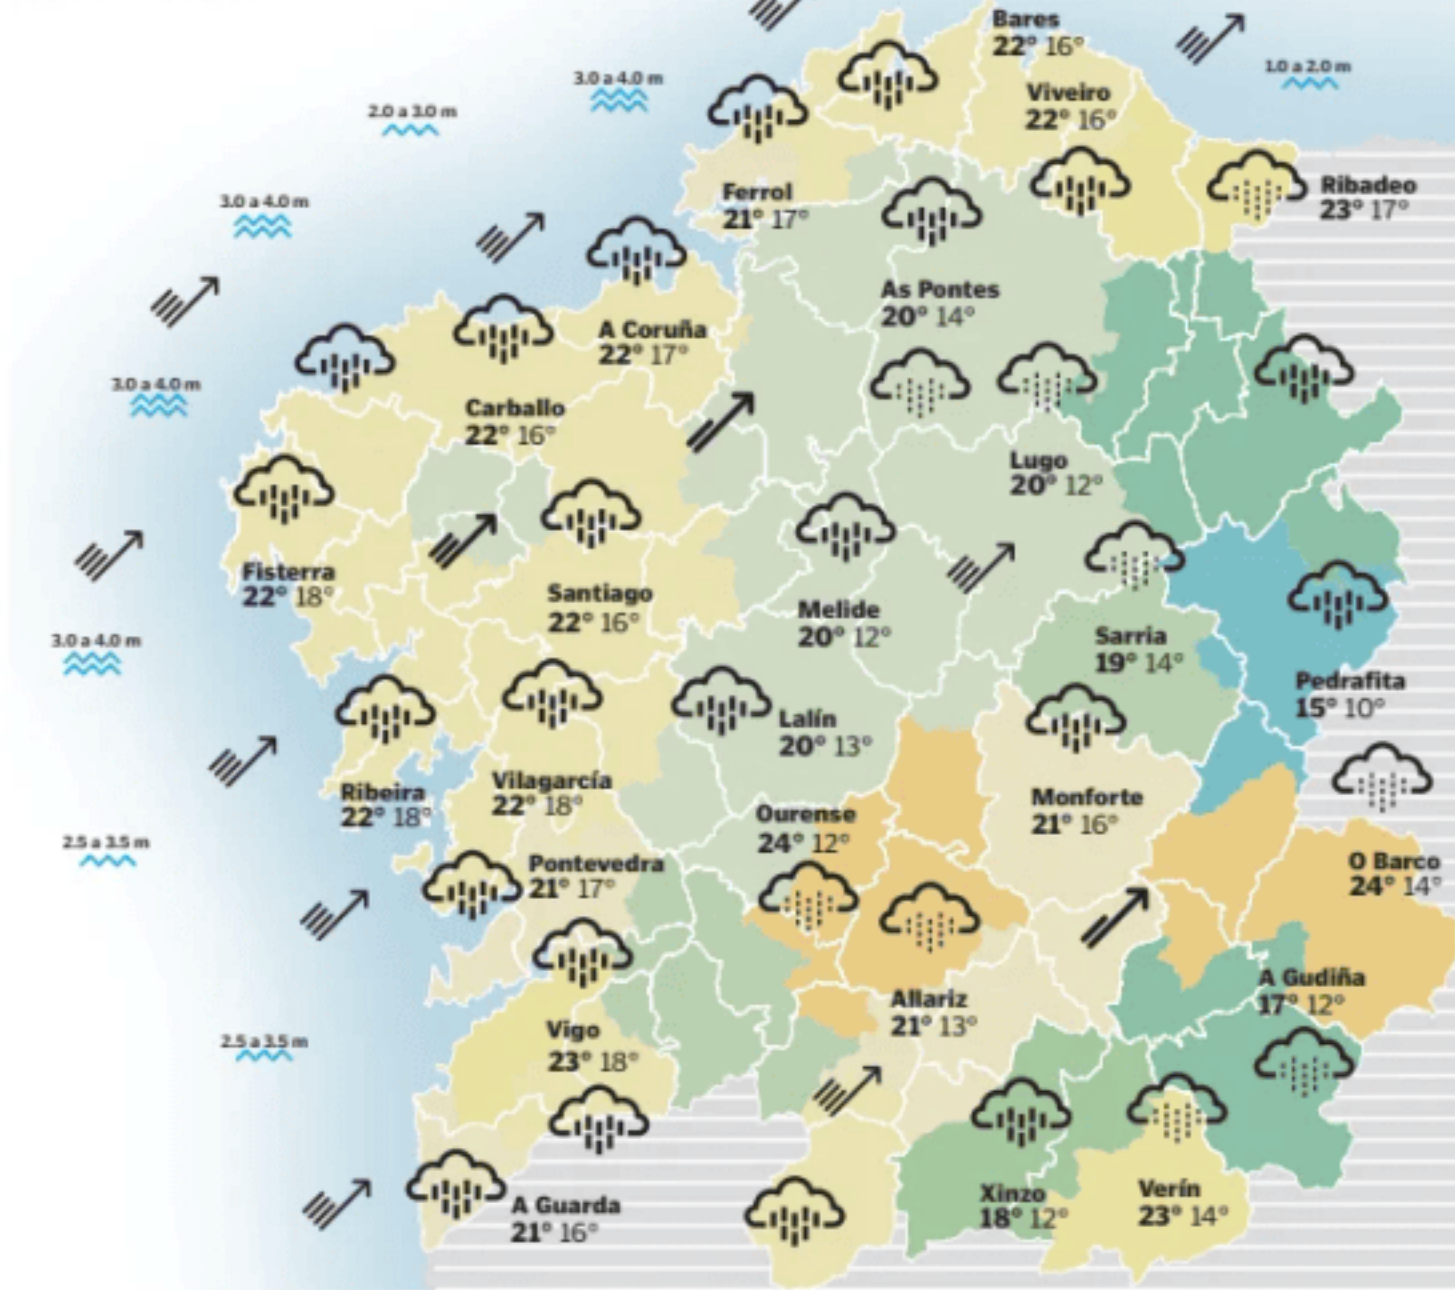 Bares
22° 16°
3.0 a 4.0 m
1.0 a 2.0 m
2.0 a 3.0 m
Viveiro
22° 16°
Ferrol
21° 17°
Ribadeo
23° 17°
3.0 a 4.0 m
As Pontes
20° 14°
A Coruña
22° 17°
3.0 a 4.0 m
Carballo
22° 16°
Lugo
20° 12°
Fisterra
22° 18°
Santiago
22° 16°
Melide
20° 12°
Sarria
19° 14°
3.0 a 4.0 m
Pedrafita
15° 10°
Lalín
20° 13°
Ribeira
22° 18°
Vilagarcía
22° 18°
Ourense
24° 12°
Monforte
21° 16°
2.5 a 3.5 m
Pontevedra
21° 17°
O Barco
24° 14°
A Gudiña
17° 12°
Allariz
21° 13°
Vigo
23° 18°
2.5 a 3.5 m
A Guarda
21° 16°
Xinzo
18° 12°
Verín
23° 14°